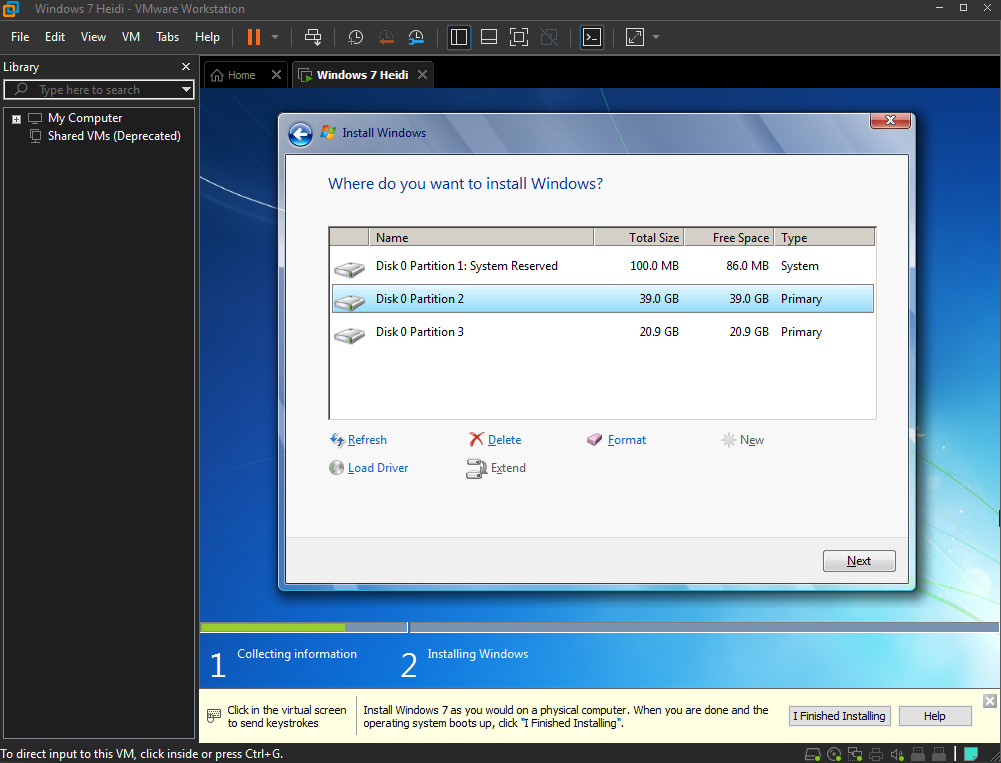 Windows 7 Heidi - VMware Workstation
File Edit View VM Tabs Help
Library
Type here to search
My Computer
Shared VMs (Deprecated)
Home
Windows 7 Heidi
Install Windows
Where do you want to install Windows?
Name Total Size Free Space Type
Disk 0 Partition 1: System Reserved 100.0 MB 86.0 MB System
Disk 0 Partition 2 39.0 GB 39.0 GB Primary
Disk 0 Partition 3 20.9 GB 20.9 GB Primary
Refresh Delete Format New
Load Driver Extend
Next
1 Collecting information
2 Installing Windows
Click in the virtual screen
to send keystrokes
Install Windows 7 as you would on a physical computer. When you are done and the
operating system boots up, click "I Finished Installing".
I Finished Installing
Help
To direct input to this VM, click inside or press Ctrl+G.